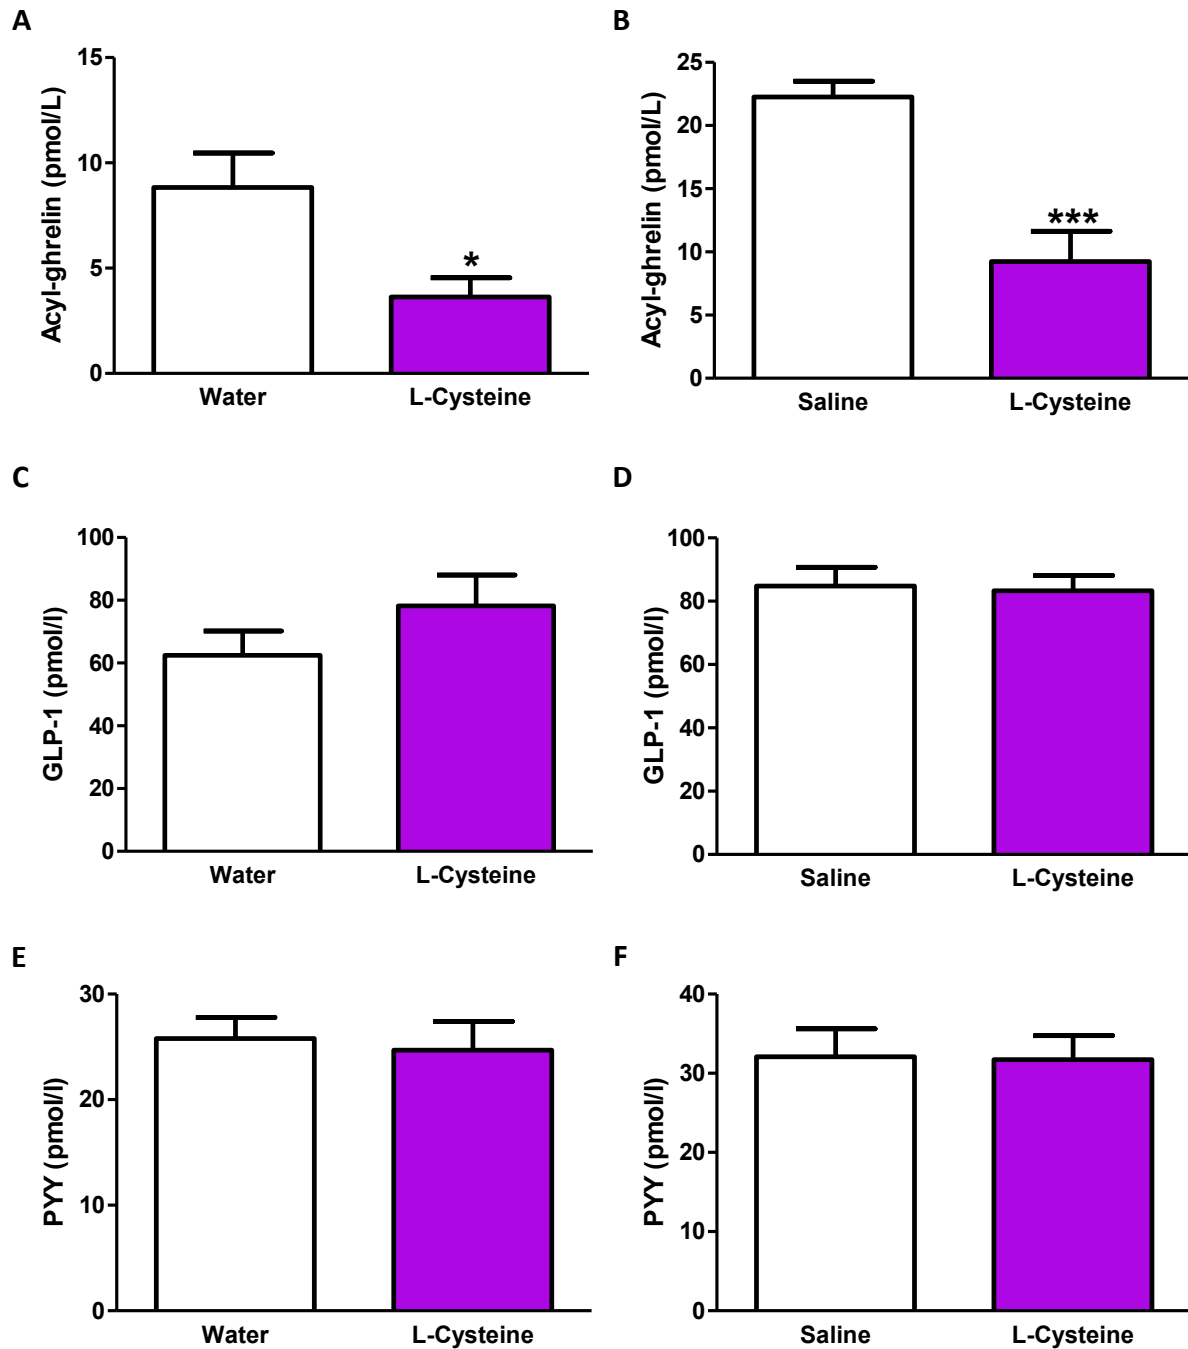 A
Acyl-ghrelin (pmol/L)
15
10
5
0
*
Water
L-Cysteine
B
Acyl-ghrelin (pmol/L)
25
20
15
10
5
0
***
Saline
L-Cysteine
C
GLP-1 (pmol/l)
100
80
60
40
20
0
Water
L-Cysteine
D
GLP-1 (pmol/l)
100
80
60
40
20
0
Saline
L-Cysteine
E
PYY (pmol/l)
30
20
10
0
Water
L-Cysteine
F
PYY (pmol/l)
40
30
20
10
0
Saline
L-Cysteine